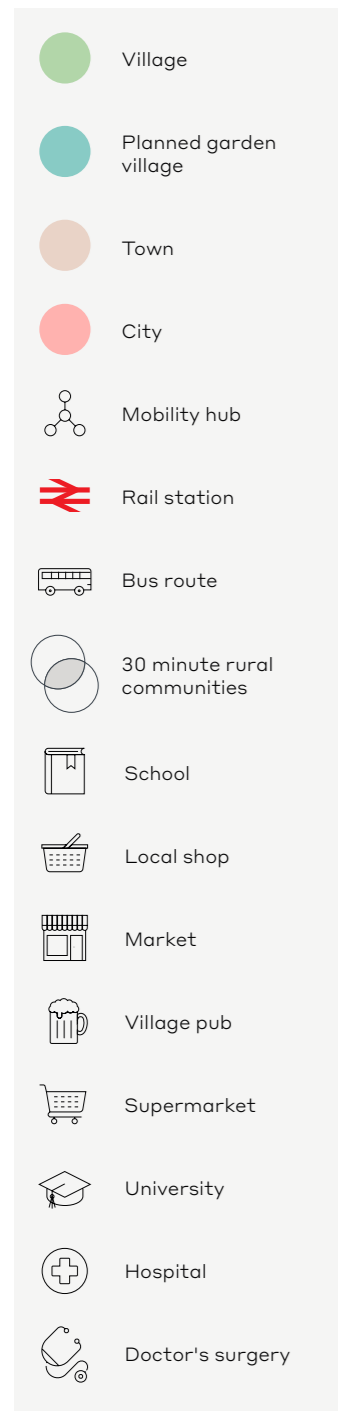 Village
Planned garden
village
Town
City
Mobility hub
Rail station
Bus route
30 minute rural
communities
School
Local shop
Market
Village pub
Supermarket
University
Hospital
Doctor's surgery